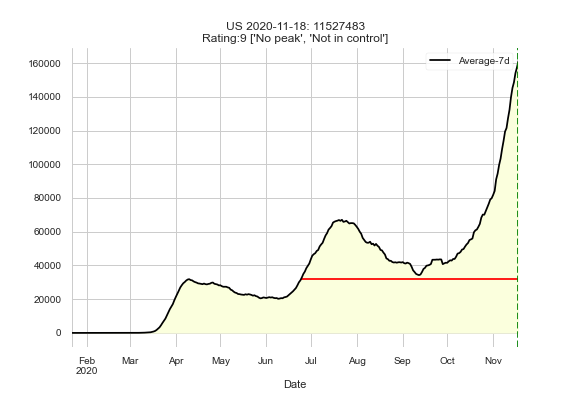 US 2020-11-18: 11527483
Rating:9 ['No peak', 'Not in control']
Average-7d
160000
140000
120000
100000
80000
60000
40000
20000
0
Feb Mar Apr May Jun Jul Aug Sep Oct Nov
2020
Date